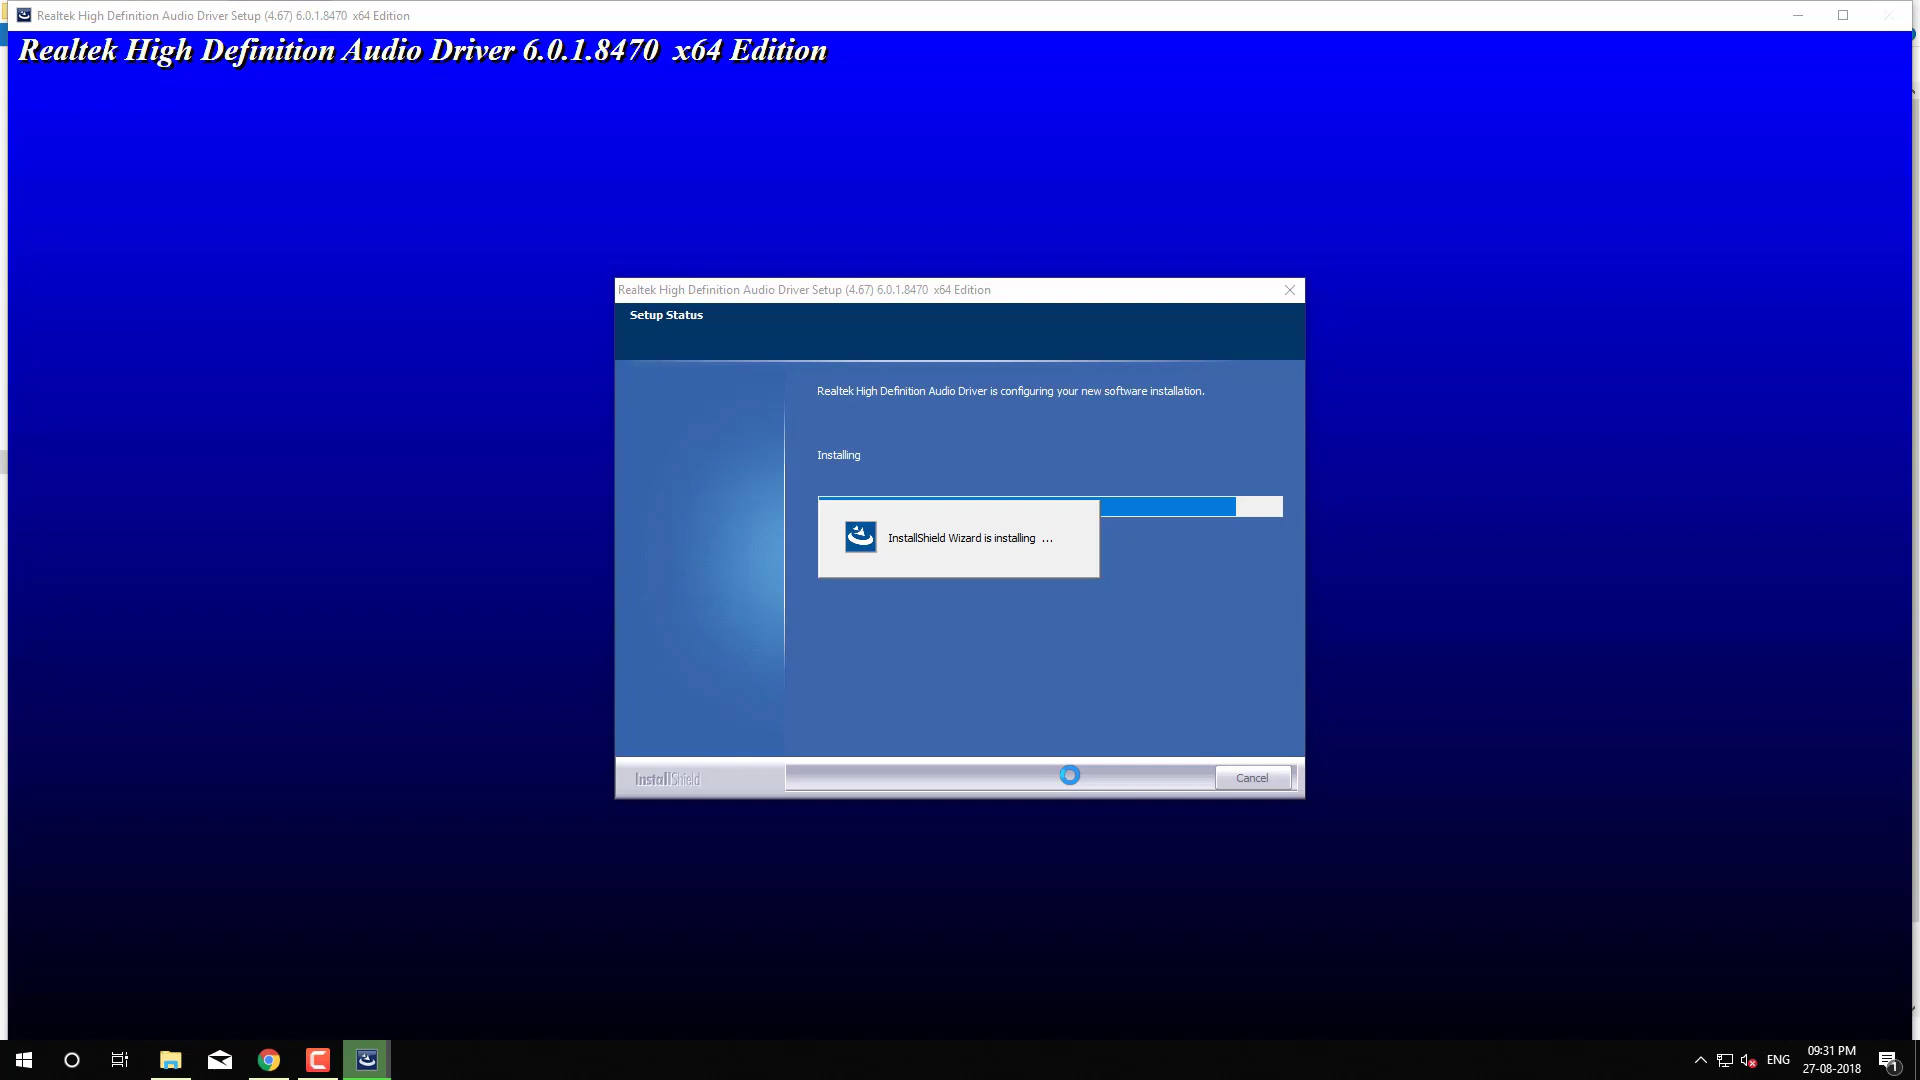 Realtek High Definition Audio Driver Setup (4.67) 6.0.1.8470  x64 Edition
Realtek High Definition Audio Driver 6.0.1.8470  x64 Edition
Realtek High Definition Audio Driver Setup (4.67) 6.0.1.8470  x64 Edition
Setup Status
Realtek High Definition Audio Driver is configuring your new software installation.
Installing
InstallShield Wizard is installing  ...
InstallShield
Cancel
ENG
09:31 PM
27-08-2018
1